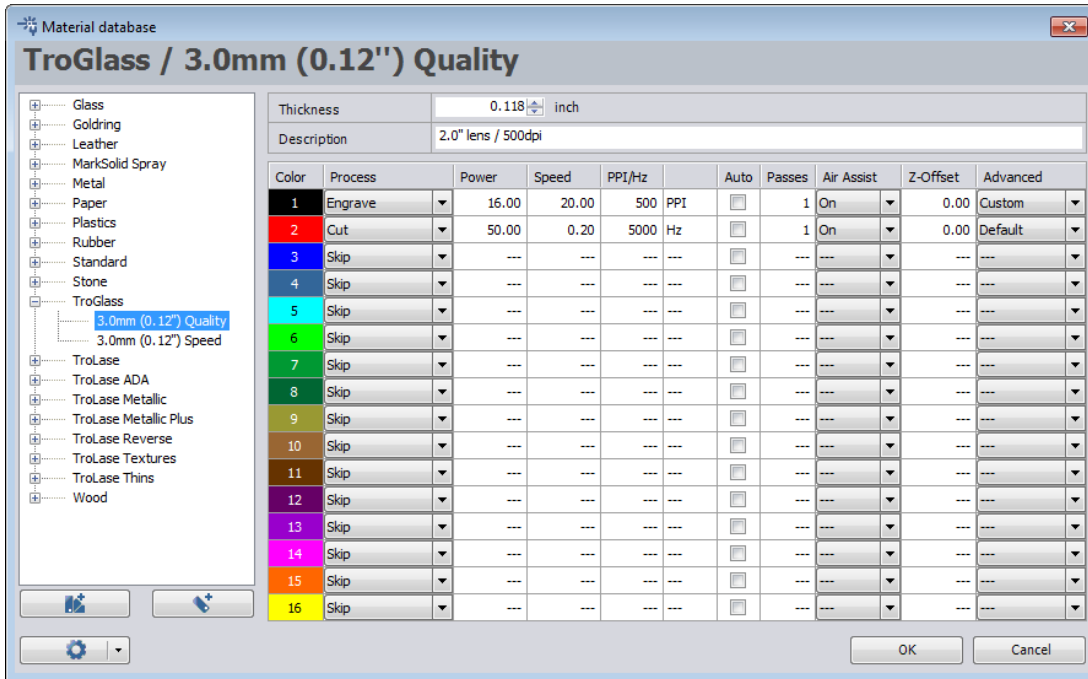 Material database
TroGlass / 3.0mm (0.12'') Quality
Glass
Goldring
Leather
MarkSolid Spray
Metal
Paper
Plastics
Rubber
Standard
Stone
TroGlass
3.0mm (0.12") Quality
3.0mm (0.12") Speed
TroLase
TroLase ADA
TroLase Metallic
TroLase Metallic Plus
TroLase Reverse
TroLase Textures
TroLase Thins
Wood
Thickness 0.118 inch
Description 2.0" lens / 500dpi
Color Process Power Speed PPI/Hz Auto Passes Air Assist Z-Offset Advanced
1 Engrave 16.00 20.00 500 PPI 1 On 0.00 Custom
2 Cut 50.00 0.20 5000 Hz 1 On 0.00 Default
3 Skip --- --- --- --- --- --- --- ---
4 Skip --- --- --- --- --- --- --- ---
5 Skip --- --- --- --- --- --- --- ---
6 Skip --- --- --- --- --- --- --- ---
7 Skip --- --- --- --- --- --- --- ---
8 Skip --- --- --- --- --- --- --- ---
9 Skip --- --- --- --- --- --- --- ---
10 Skip --- --- --- --- --- --- --- ---
11 Skip --- --- --- --- --- --- --- ---
12 Skip --- --- --- --- --- --- --- ---
13 Skip --- --- --- --- --- --- --- ---
14 Skip --- --- --- --- --- --- --- ---
15 Skip --- --- --- --- --- --- --- ---
16 Skip --- --- --- --- --- --- --- ---
OK Cancel